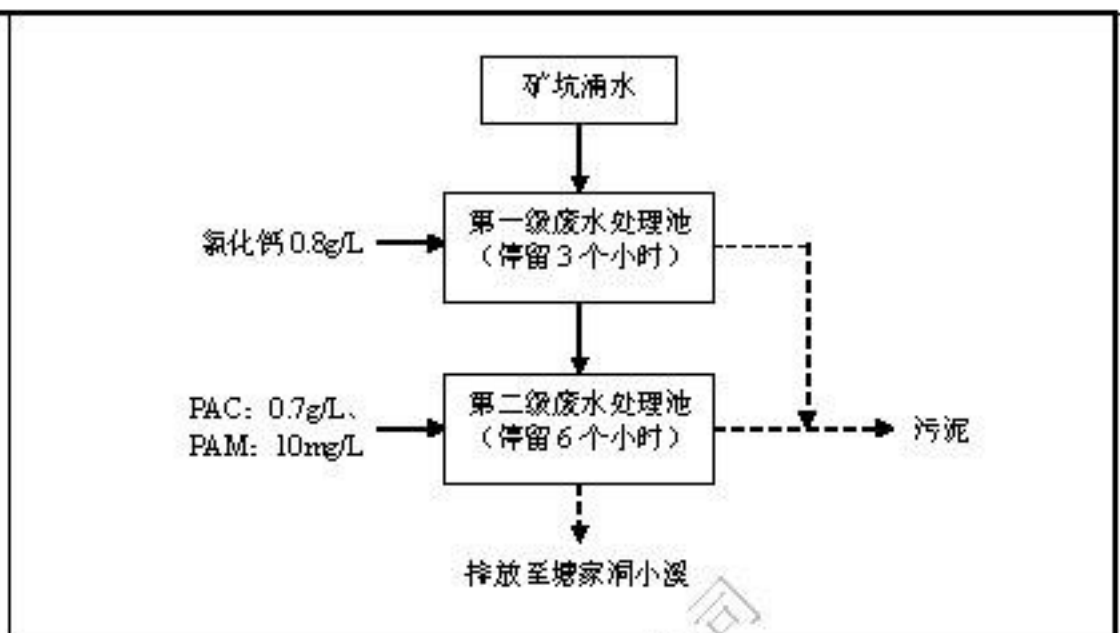 矿坑涌水
氯化钙 0.8g/L
第一级废水处理池
（停留 3 个小时）
PAC：0.7g/L、
PAM：10mg/L
第二级废水处理池
（停留 6 个小时）
污泥
排放至塘家洞小溪
司